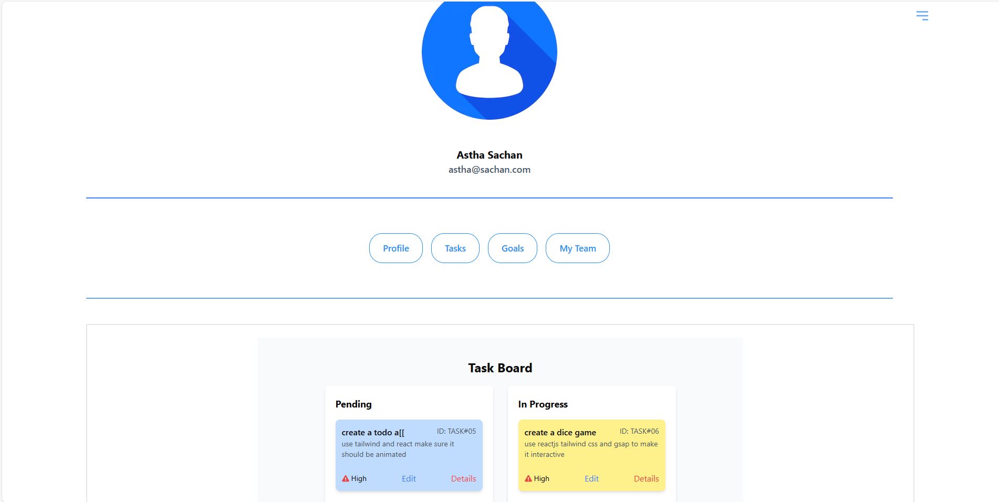 Astha Sachan
astha@sachan.com
Profile
Tasks
Goals
My Team
Task Board
Pending
create a todo a[[
ID: TASK#05
use tailwind and react make sure it
should be animated
High
Edit
Details
In Progress
create a dice game
ID: TASK#06
use reactjs tailwind css and gsap to make
it interactive
High
Edit
Details